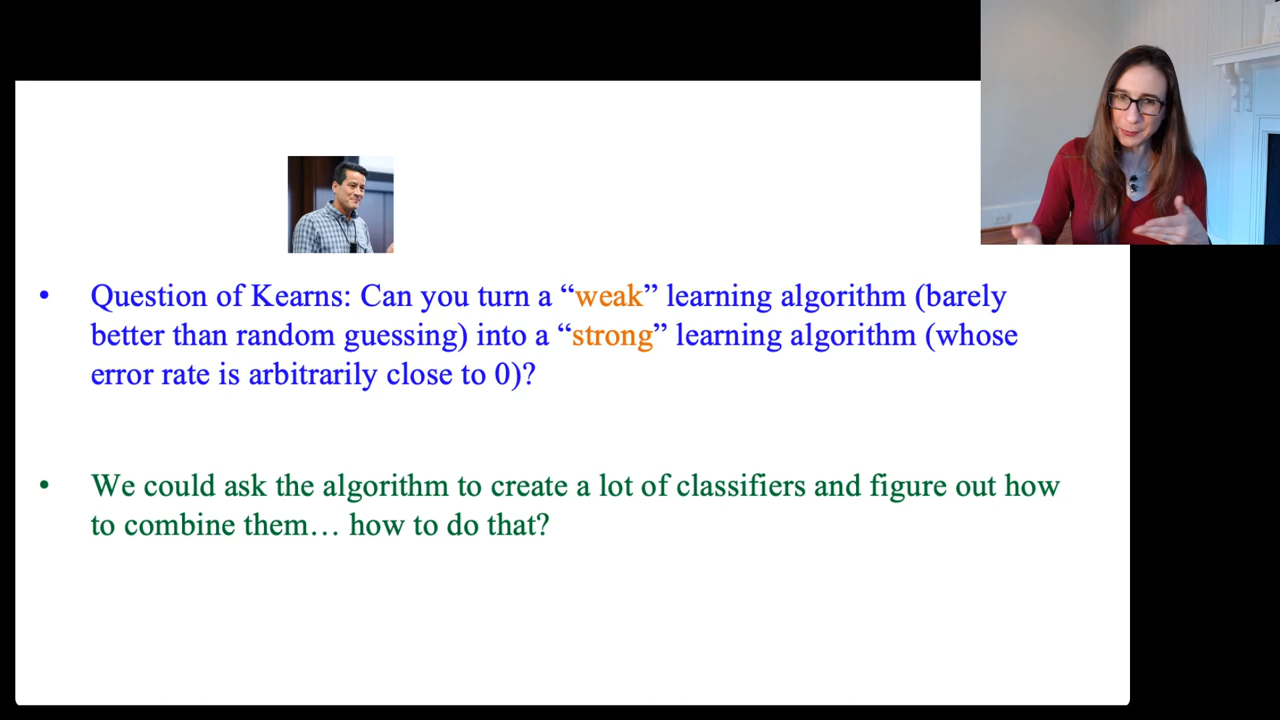 • Question of Kearns: Can you turn a “weak” learning algorithm (barely
better than random guessing) into a “strong” learning algorithm (whose
error rate is arbitrarily close to 0)?
• We could ask the algorithm to create a lot of classifiers and figure out how
to combine them… how to do that?